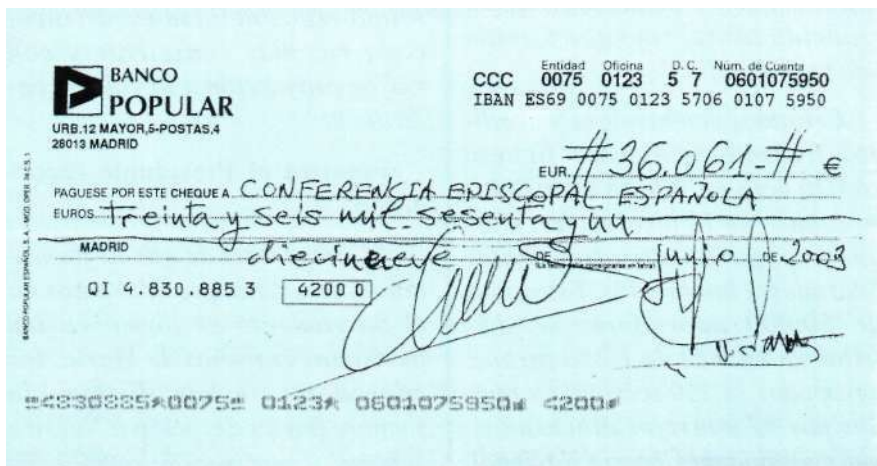 BANCO
POPULAR
URB.12 MAYOR,5-POSTAS,4
28013 MADRID
Entidad Oficina D. C. Núm. de Cuenta
CCC 0075 0123 5 7 0601075950
IBAN ES69 0075 0123 5706 0107 5950
EUR. #36.061.-# €
PAGUESE POR ESTE CHEQUE A CONFERENCIA EPISCOPAL ESPAÑOLA
EUROS Treinta y seis mil sesenta y un
MADRID diecinueve DE Junio DE 2003
QI 4.830.885 3 4200 0
BANCO POPULAR ESPAÑOL, S. A.
4830885 0075 0123 0601075950 4200